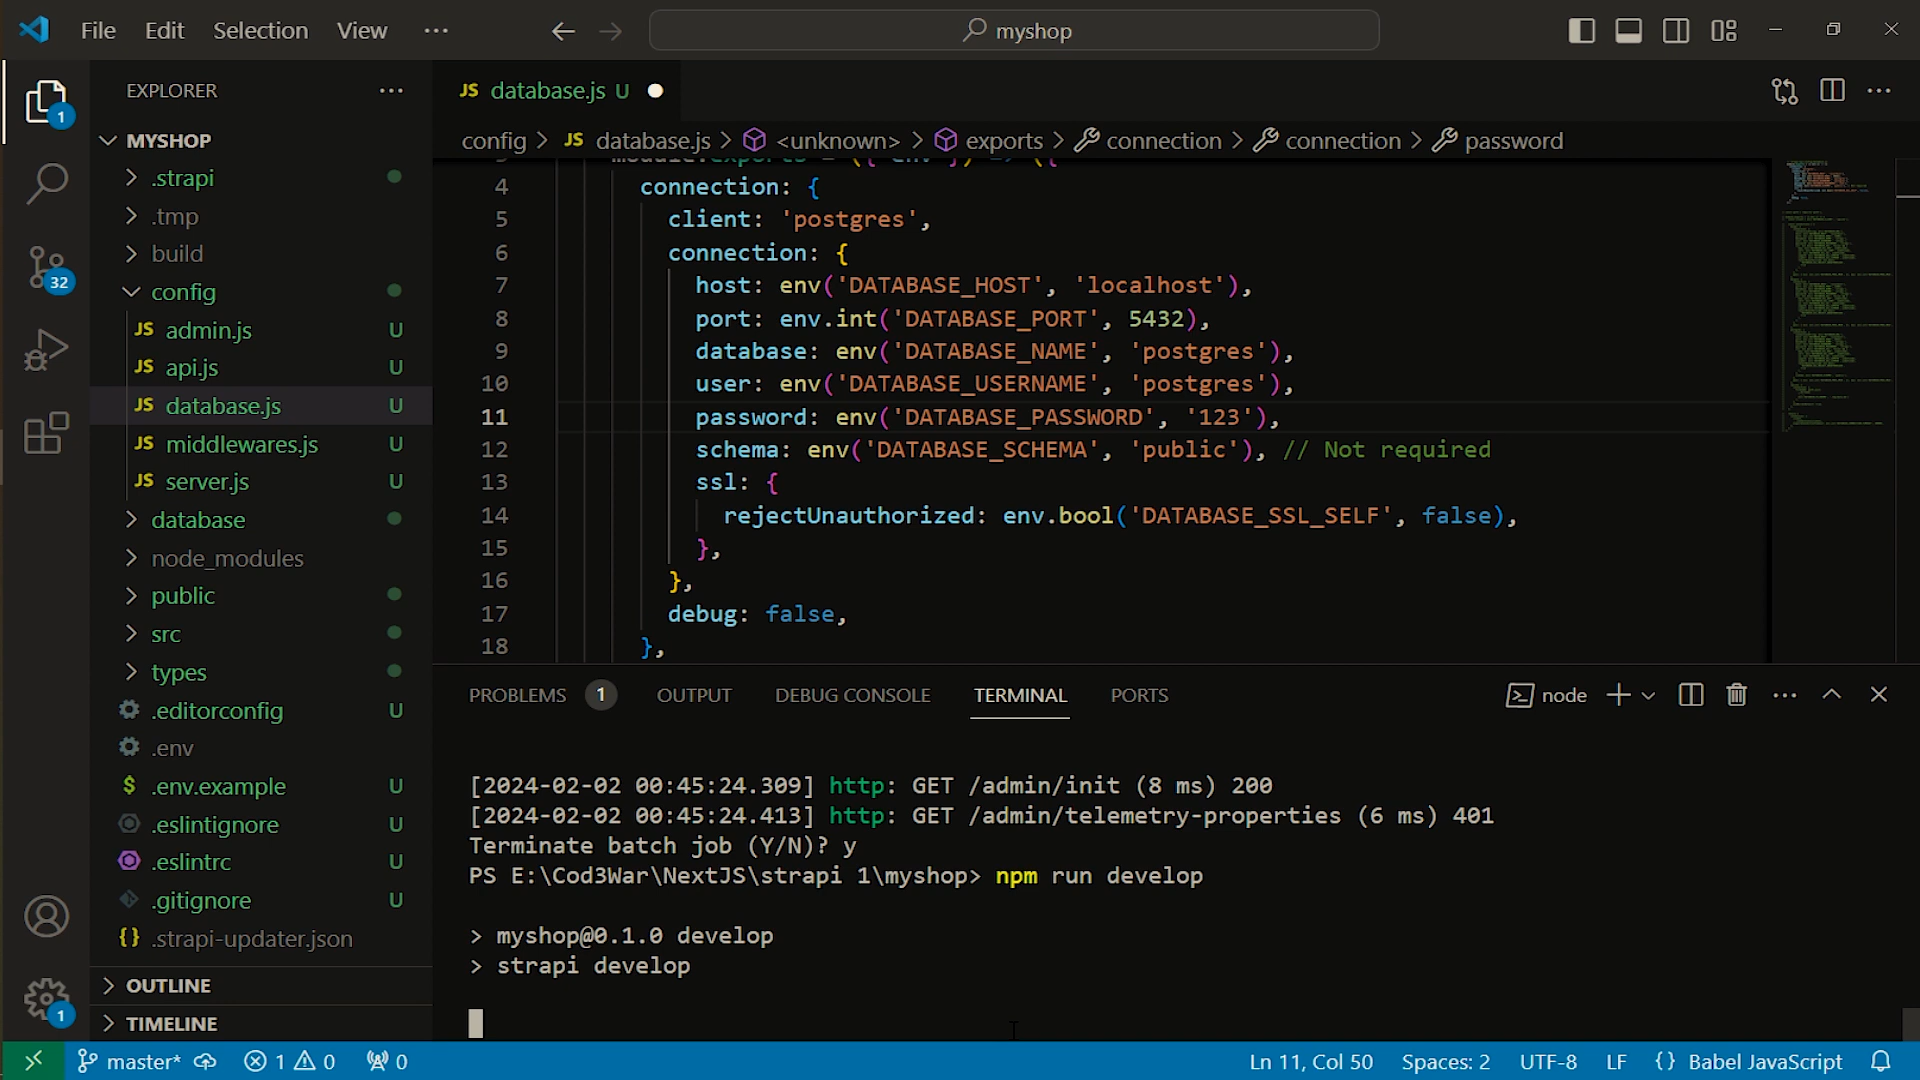 File Edit Selection View ... myshop
EXPLORER ...
MYSHOP
.strapi
.tmp
build
config
JS admin.js U
JS api.js U
JS database.js U
JS middlewares.js U
JS server.js U
database
node_modules
public
src
types
.editorconfig U
.env
$ .env.example U
.eslintignore U
.eslintrc U
.gitignore U
{} .strapi-updater.json
OUTLINE
TIMELINE
1
32
1
JS database.js U
config > JS database.js > <unknown> > exports > connection > connection > password
module.exports = ({ env }) => ({
4 connection: {
5 client: 'postgres',
6 connection: {
7 host: env('DATABASE_HOST', 'localhost'),
8 port: env.int('DATABASE_PORT', 5432),
9 database: env('DATABASE_NAME', 'postgres'),
10 user: env('DATABASE_USERNAME', 'postgres'),
11 password: env('DATABASE_PASSWORD', '123'),
12 schema: env('DATABASE_SCHEMA', 'public'), // Not required
13 ssl: {
14 rejectUnauthorized: env.bool('DATABASE_SSL_SELF', false),
15 },
16 },
17 debug: false,
18 },
PROBLEMS 1 OUTPUT DEBUG CONSOLE TERMINAL PORTS node
[2024-02-02 00:45:24.309] http: GET /admin/init (8 ms) 200
[2024-02-02 00:45:24.413] http: GET /admin/telemetry-properties (6 ms) 401
Terminate batch job (Y/N)? y
PS E:\Cod3War\NextJS\strapi 1\myshop> npm run develop
> myshop@0.1.0 develop
> strapi develop
master* 1 0 0 Ln 11, Col 50 Spaces: 2 UTF-8 LF {} Babel JavaScript